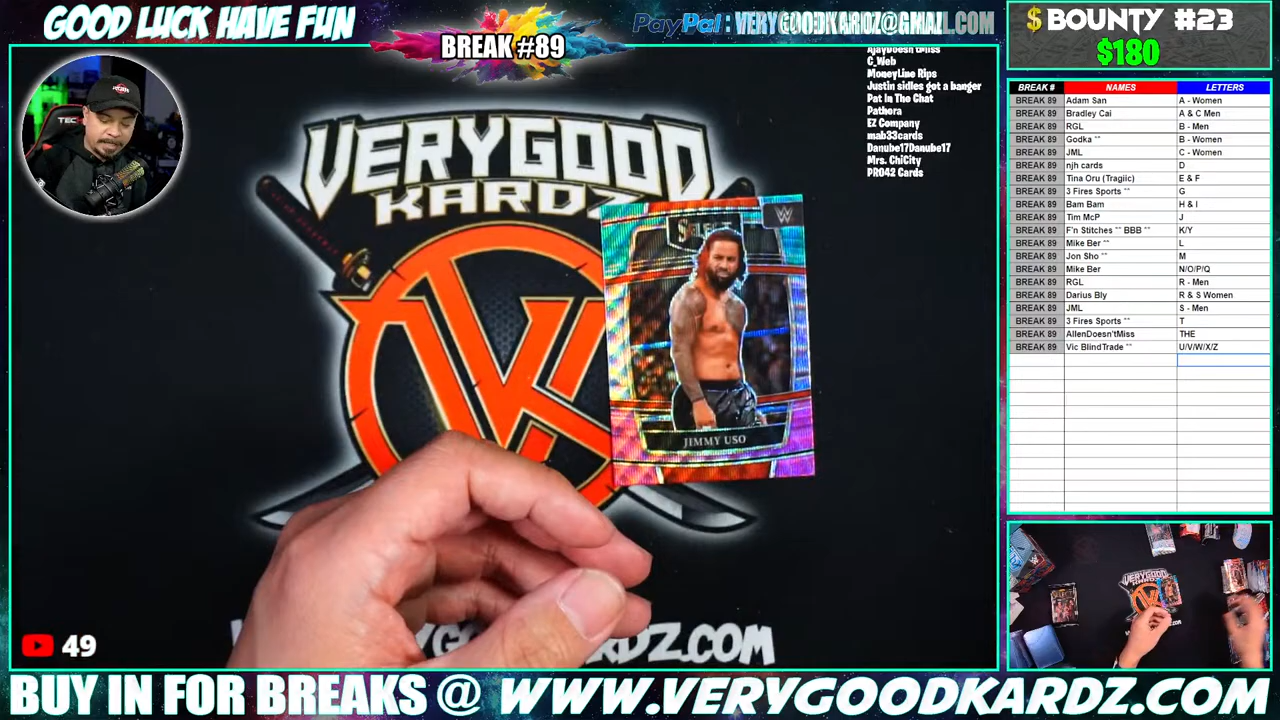 GOOD LUCK HAVE FUN
BREAK #89
PayPal : VERYGOODKARDZ@GMAIL.COM
$ BOUNTY #23
$180
C_Web
MoneyLine Rips
Justin sidles got a banger
Pat In The Chat
Pathora
EZ Company
mab33cards
Danube17Danube17
Mrs. ChiCity
PRO42 Cards
BREAK # NAMES LETTERS
BREAK 89 Adam San A - Women
BREAK 89 Bradley Cai A & C Men
BREAK 89 RGL B - Men
BREAK 89 Godka ** B - Women
BREAK 89 JML C - Women
BREAK 89 njh cards D
BREAK 89 Tina Oru (Tragiic) E & F
BREAK 89 3 Fires Sports ** G
BREAK 89 Bam Bam H & I
BREAK 89 Tim McP J
BREAK 89 F'n Stitches ** BBB ** K/Y
BREAK 89 Mike Ber ** L
BREAK 89 Jon Sho ** M
BREAK 89 Mike Ber N/O/P/Q
BREAK 89 RGL R - Men
BREAK 89 Darius Bly R & S Women
BREAK 89 JML S - Men
BREAK 89 3 Fires Sports ** T
BREAK 89 AllenDoesn'tMiss THE
BREAK 89 Vic BlindTrade ** U/V/W/X/Z
VERYGOOD
KARDZ
SELECT
W
JIMMY USO
49
BUY IN FOR BREAKS @ WWW.VERYGOODKARDZ.COM